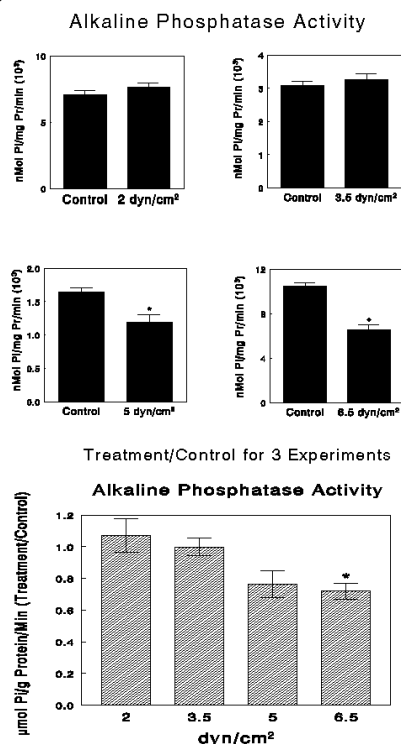 Alkaline Phosphatase Activity
nMol Pi/mg Pr/min (10³)
10
5
0
Control 2 dyn/cm²
nMol Pi/mg Pr/min (10³)
4
3
2
1
0
Control 3.5 dyn/cm²
nMol Pi/mg Pr/min (10³)
2.0
1.5
1.0
0.5
0.0
*
Control 5 dyn/cm²
nMol Pi/mg Pr/min (10³)
12
8
4
0
*
Control 6.5 dyn/cm²
Treatment/Control for 3 Experiments
Alkaline Phosphatase Activity
µmol Pi/g Protein/Min (Treatment/Control)
1.2
1.0
0.8
0.6
0.4
0.2
0.0
*
2 3.5 5 6.5
dyn/cm²